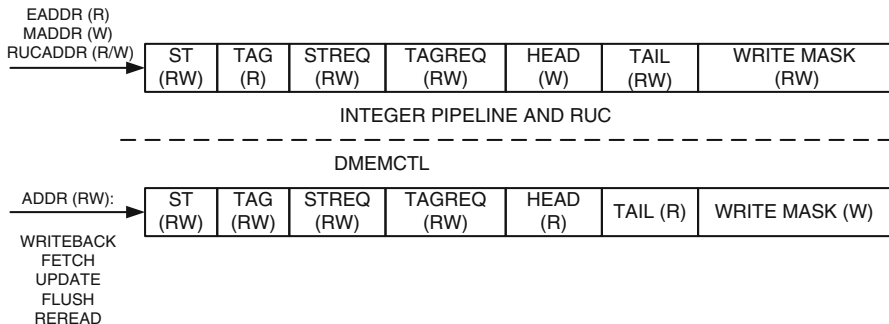 EADDR (R)
MADDR (W)
RUCADDR (R/W)
ST TAG STREQ TAGREQ HEAD TAIL WRITE MASK
(RW) (R) (RW) (RW) (W) (RW) (RW)
INTEGER PIPELINE AND RUC
DMEMCTL
ADDR (RW):
ST TAG STREQ TAGREQ HEAD TAIL (R) WRITE MASK (W)
(RW) (RW) (RW) (RW) (R)
WRITEBACK
FETCH
UPDATE
FLUSH
REREAD